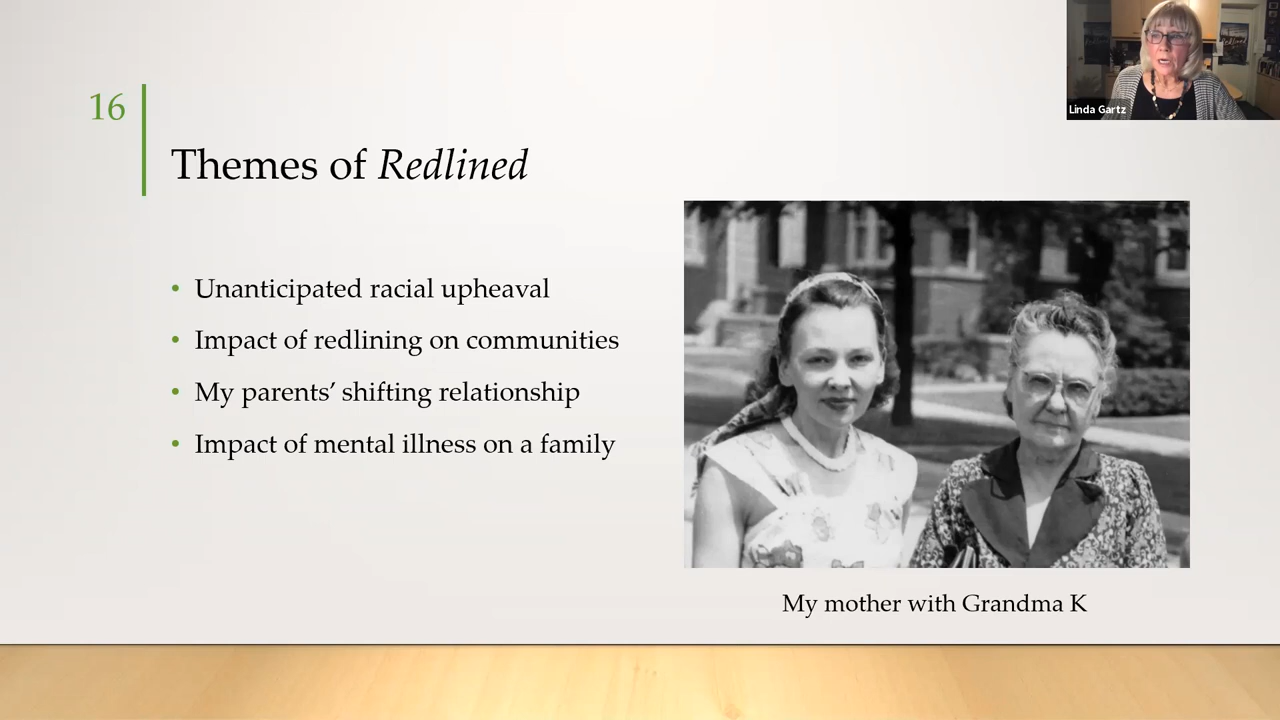 16
Themes of Redlined
• Unanticipated racial upheaval
• Impact of redlining on communities
• My parents’ shifting relationship
• Impact of mental illness on a family
My mother with Grandma K
Linda Gartz